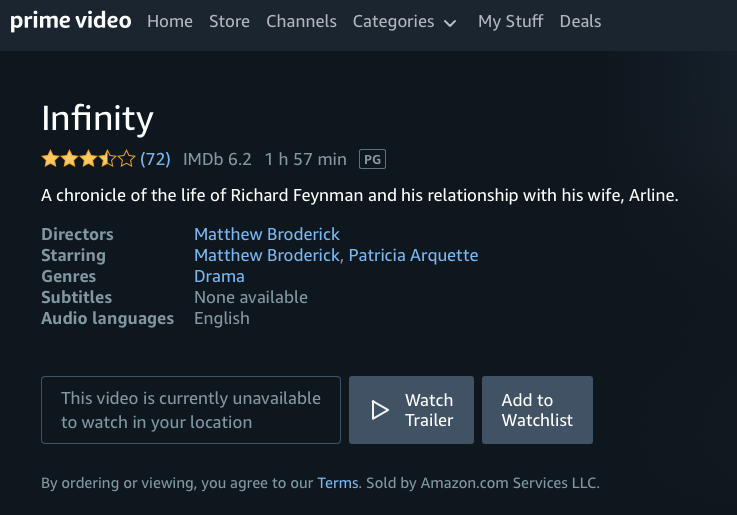 prime video Home Store Channels Categories My Stuff Deals
Infinity
(72) IMDb 6.2 1 h 57 min PG
A chronicle of the life of Richard Feynman and his relationship with his wife, Arline.
Directors Matthew Broderick
Starring Matthew Broderick, Patricia Arquette
Genres Drama
Subtitles None available
Audio languages English
This video is currently unavailable
to watch in your location
Watch
Trailer
Add to
Watchlist
By ordering or viewing, you agree to our Terms. Sold by Amazon.com Services LLC.